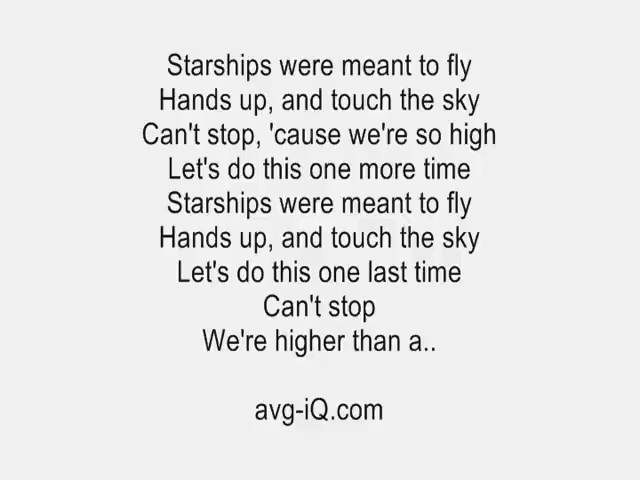 Starships were meant to fly
Hands up, and touch the sky
Can't stop, 'cause we're so high
Let's do this one more time
Starships were meant to fly
Hands up, and touch the sky
Let's do this one last time
Can't stop
We're higher than a..
avg-iQ.com